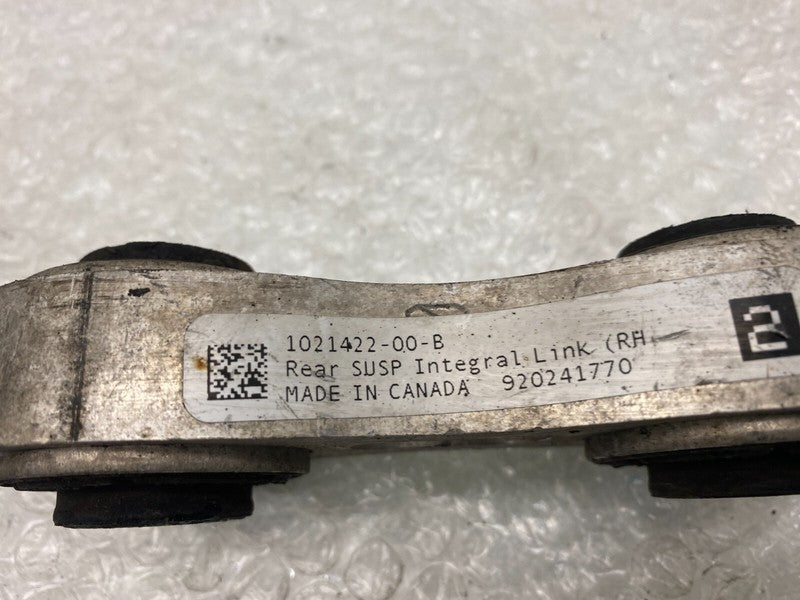 1021422-00-B
Rear SUSP Integral Link (RH
MADE IN CANADA 920241770
2